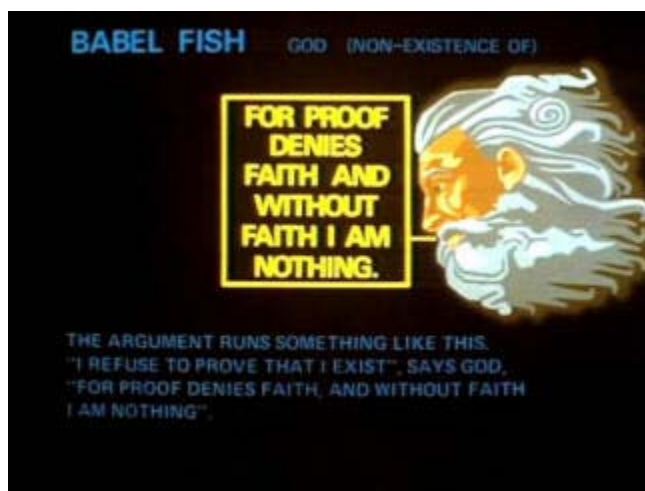 BABEL FISH GOD (NON-EXISTENCE OF)
FOR PROOF
DENIES
FAITH AND
WITHOUT
FAITH I AM
NOTHING.
THE ARGUMENT RUNS SOMETHING LIKE THIS.
"I REFUSE TO PROVE THAT I EXIST", SAYS GOD,
"FOR PROOF DENIES FAITH, AND WITHOUT FAITH
I AM NOTHING".